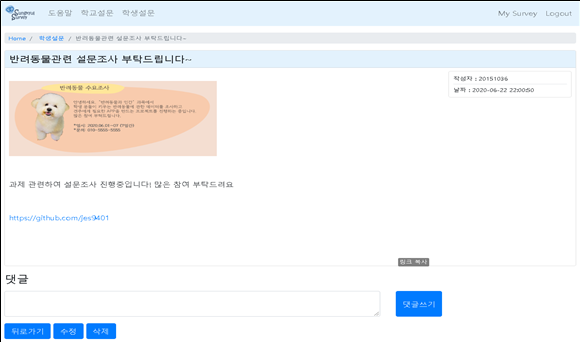 Sungkyul
Survey
도움말 학교설문 학생설문
My Survey Logout
Home / 학생설문 / 반려동물관련 설문조사 부탁드립니다~
반려동물관련 설문조사 부탁드립니다~
작성자 : 20151036
날짜 : 2020-06-22 22:00:50
반려동물 수요조사
과제 관련하여 설문조사 진행중입니다! 많은 참여 부탁드려요
https://github.com/jes9401
링크 복사
댓글
댓글쓰기
뒤로가기 수정 삭제